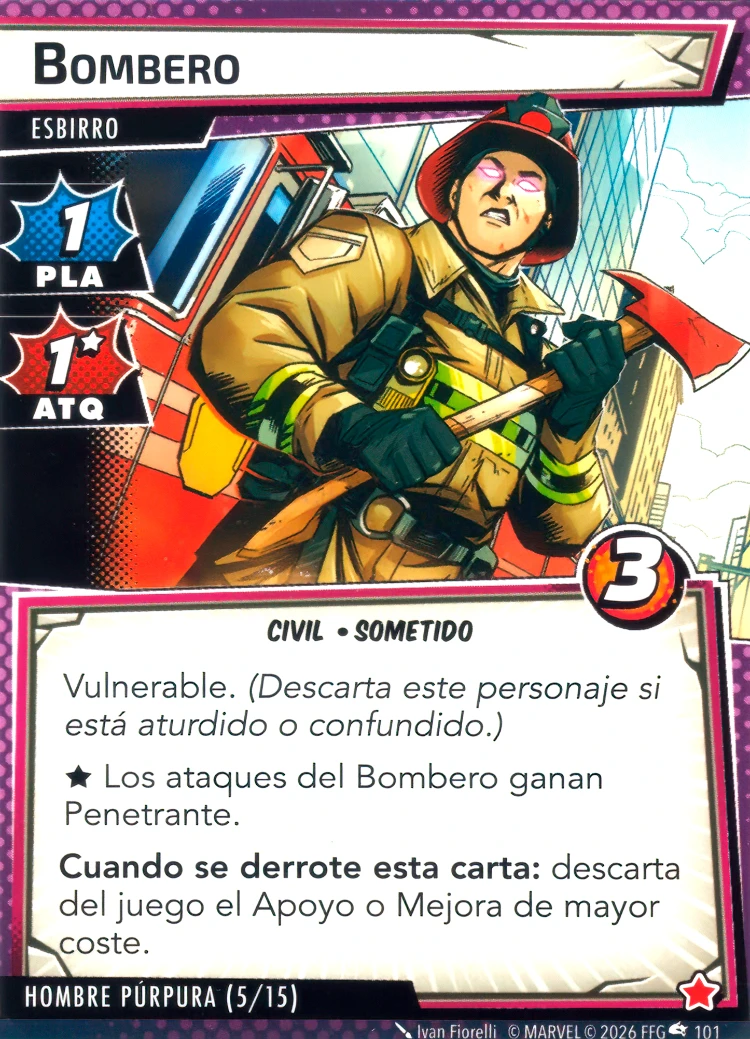 BOMBERO
ESBIRRO
1
PLA
1★
ATQ
3
CIVIL • SOMETIDO
Vulnerable. (Descarta este personaje si
está aturdido o confundido.)
★ Los ataques del Bombero ganan
Penetrante.
Cuando se derrote esta carta: descarta
del juego el Apoyo o Mejora de mayor
coste.
HOMBRE PÚRPURA (5/15)
Ivan Fiorelli © MARVEL © 2026 FFG 101